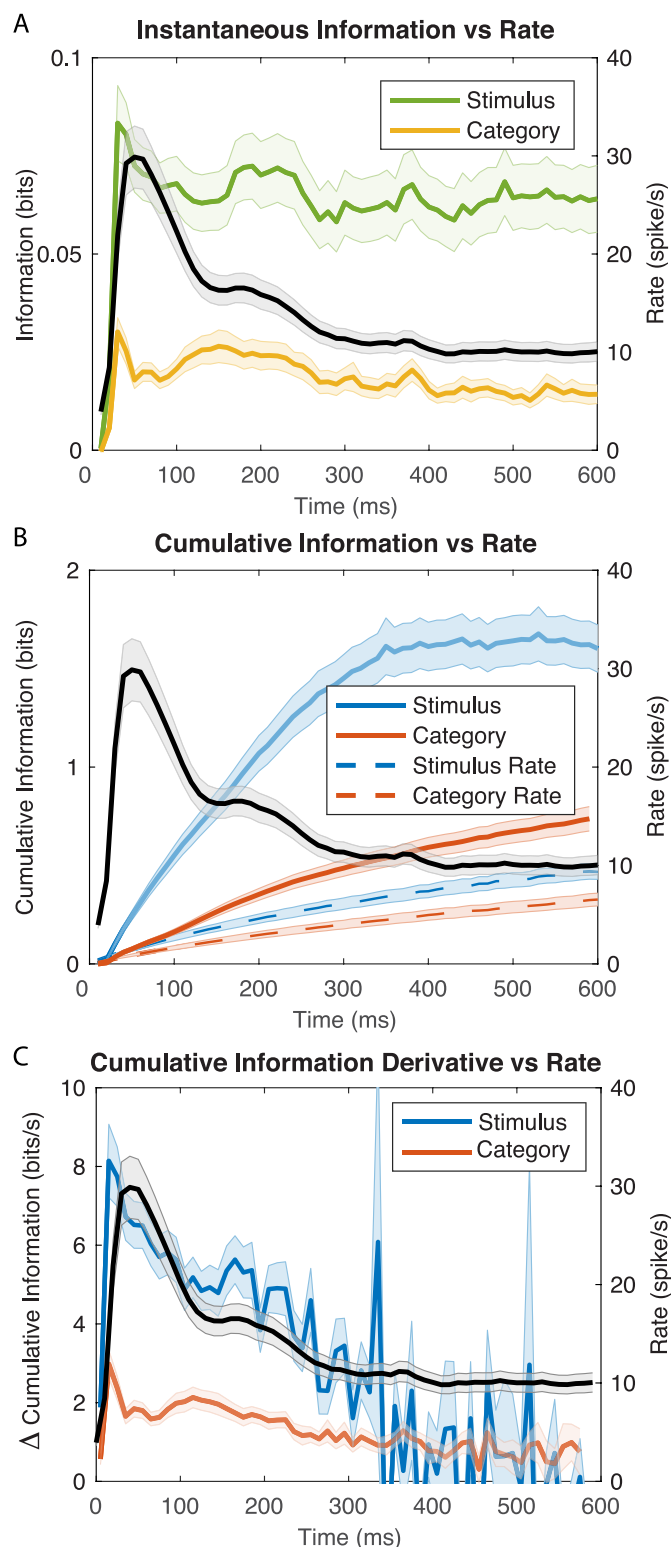 A
Instantaneous Information vs Rate
0.1
40
Stimulus
Category
30
Information (bits)
0.05
20
Rate (spike/s)
10
0
0
0 100 200 300 400 500 600
Time (ms)
B
Cumulative Information vs Rate
2
40
30
Stimulus
Category
Stimulus Rate
Category Rate
Cumulative Information (bits)
1
20
Rate (spike/s)
10
0
0
0 100 200 300 400 500 600
Time (ms)
C
Cumulative Information Derivative vs Rate
10
40
Stimulus
Category
8
30
6
Δ Cumulative Information (bits/s)
20
Rate (spike/s)
4
10
2
0
0
0 100 200 300 400 500 600
Time (ms)